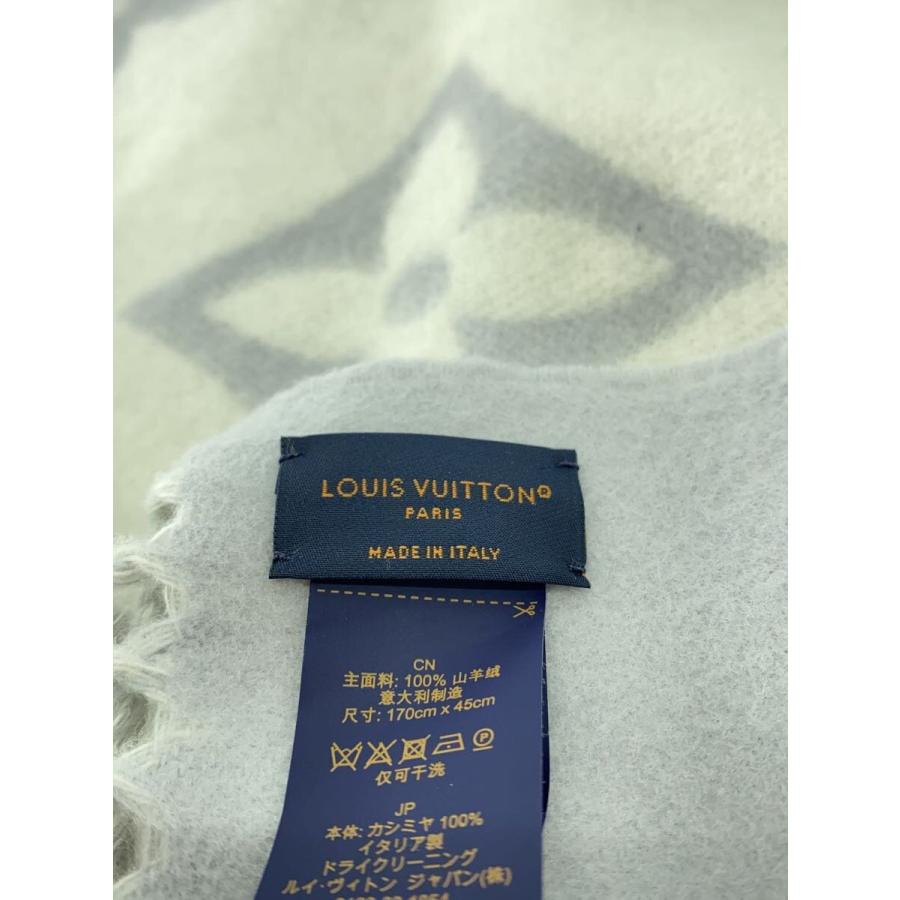 LOUIS VUITTON®
PARIS
MADE IN ITALY
CN
主面料: 100% 山羊绒
意大利制造
尺寸: 170cm x 45cm
P
仅可干洗
JP
本体: カシミヤ 100%
イタリア製
ドライクリーニング
ルイ·ヴィトン ジャパン(株)